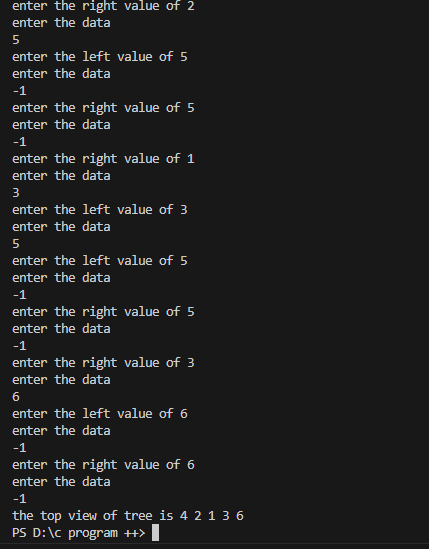 enter the right value of 2
enter the data
5
enter the left value of 5
enter the data
-1
enter the right value of 5
enter the data
-1
enter the right value of 1
enter the data
3
enter the left value of 3
enter the data
5
enter the left value of 5
enter the data
-1
enter the right value of 5
enter the data
-1
enter the right value of 3
enter the data
6
enter the left value of 6
enter the data
-1
enter the right value of 6
enter the data
-1
the top view of tree is 4 2 1 3 6
PS D:\c program ++>